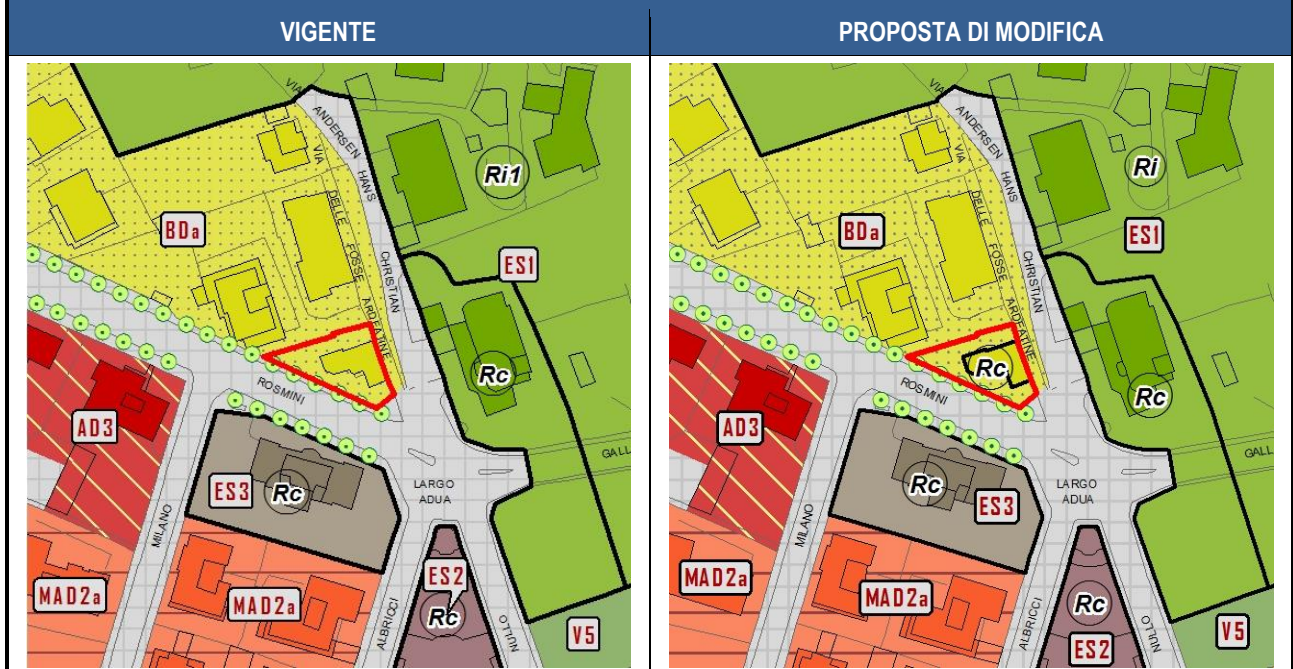 VIGENTE
PROPOSTA DI MODIFICA
VIA
ANDERSEN
HANS
CHRISTIAN
VIA
DELLE
FOSSE
ARDEATINE
Ri1
BDa
ES1
Rc
ROSMINI
AD3
ES3
Rc
LARGO
ADUA
MILANO
GALL
MAD2a
MAD2a
ES2
Rc
ALBRICCI
NULLO
V5
VIA
ANDERSEN
HANS
CHRISTIAN
VIA
DELLE
FOSSE
ARDEATINE
Ri
BDa
ES1
Rc
Rc
ROSMINI
AD3
Rc
ES3
LARGO
ADUA
MILANO
GALL
MAD2a
MAD2a
Rc
ES2
ALBRICCI
NULLO
V5